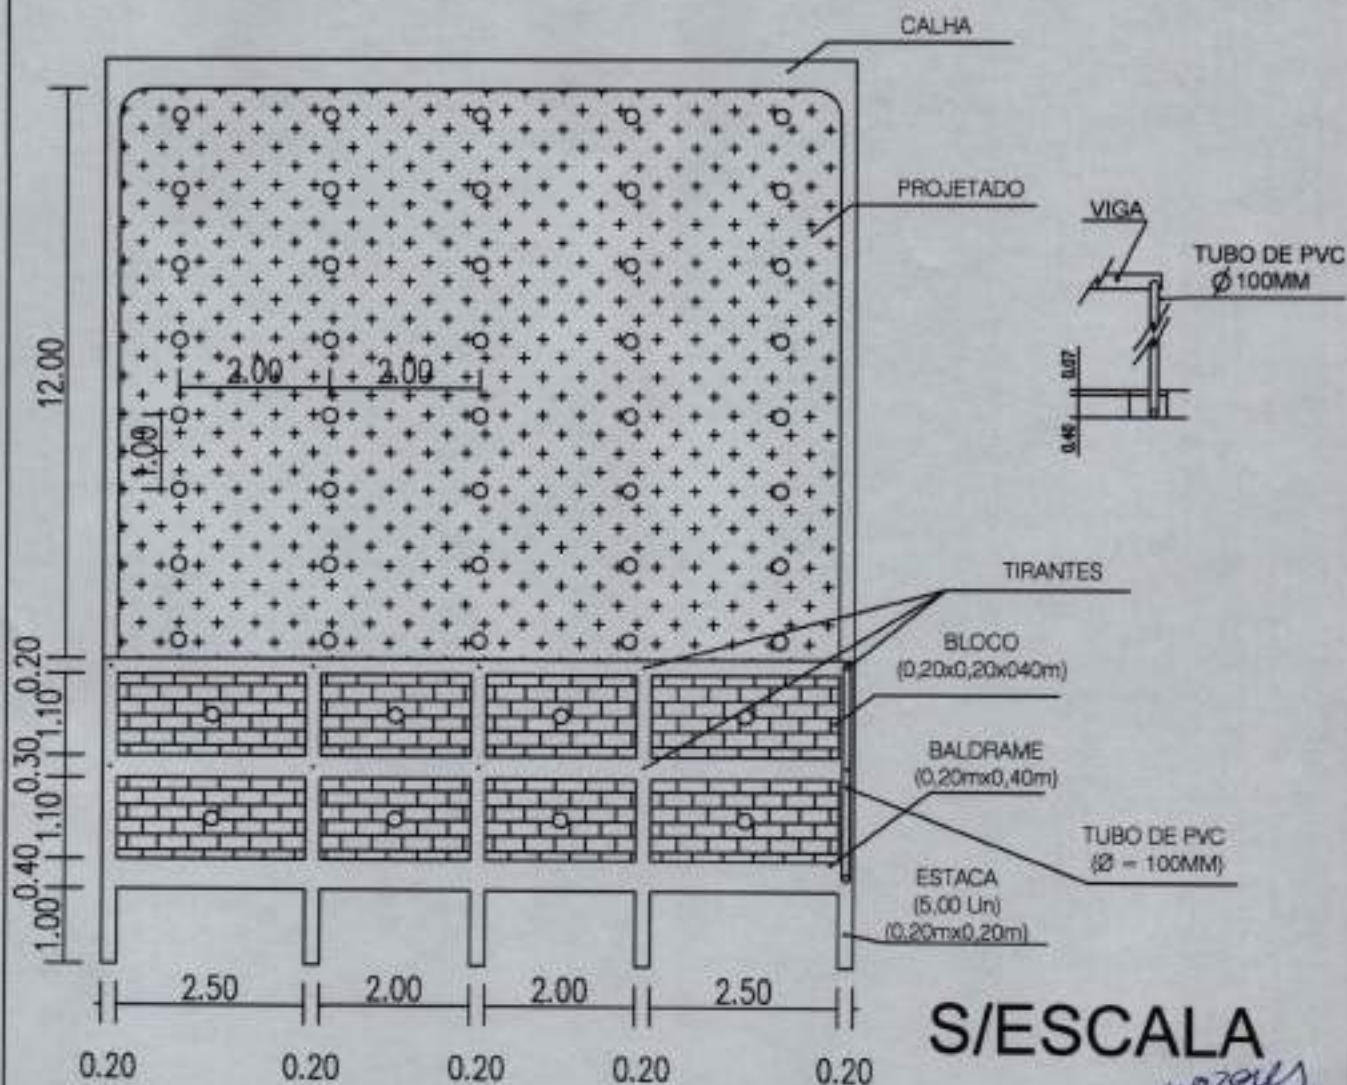 CALHA
PROJETADO
VIGA
TUBO DE PVC
Ø 100MM
12.00
2.00 2.00
1.00
0.07
0.40
TIRANTES
BLOCO
(0,20x0,20x040m)
BALDRAME
(0,20mx0,40m)
TUBO DE PVC
(Ø = 100MM)
ESTACA
(5,00 Un)
(0,20mx0,20m)
0.20
1.10
0.30
1.10
0.40
1.00
2.50 2.00 2.00 2.50
S/ESCALA
0.20 0.20 0.20 0.20 0.20